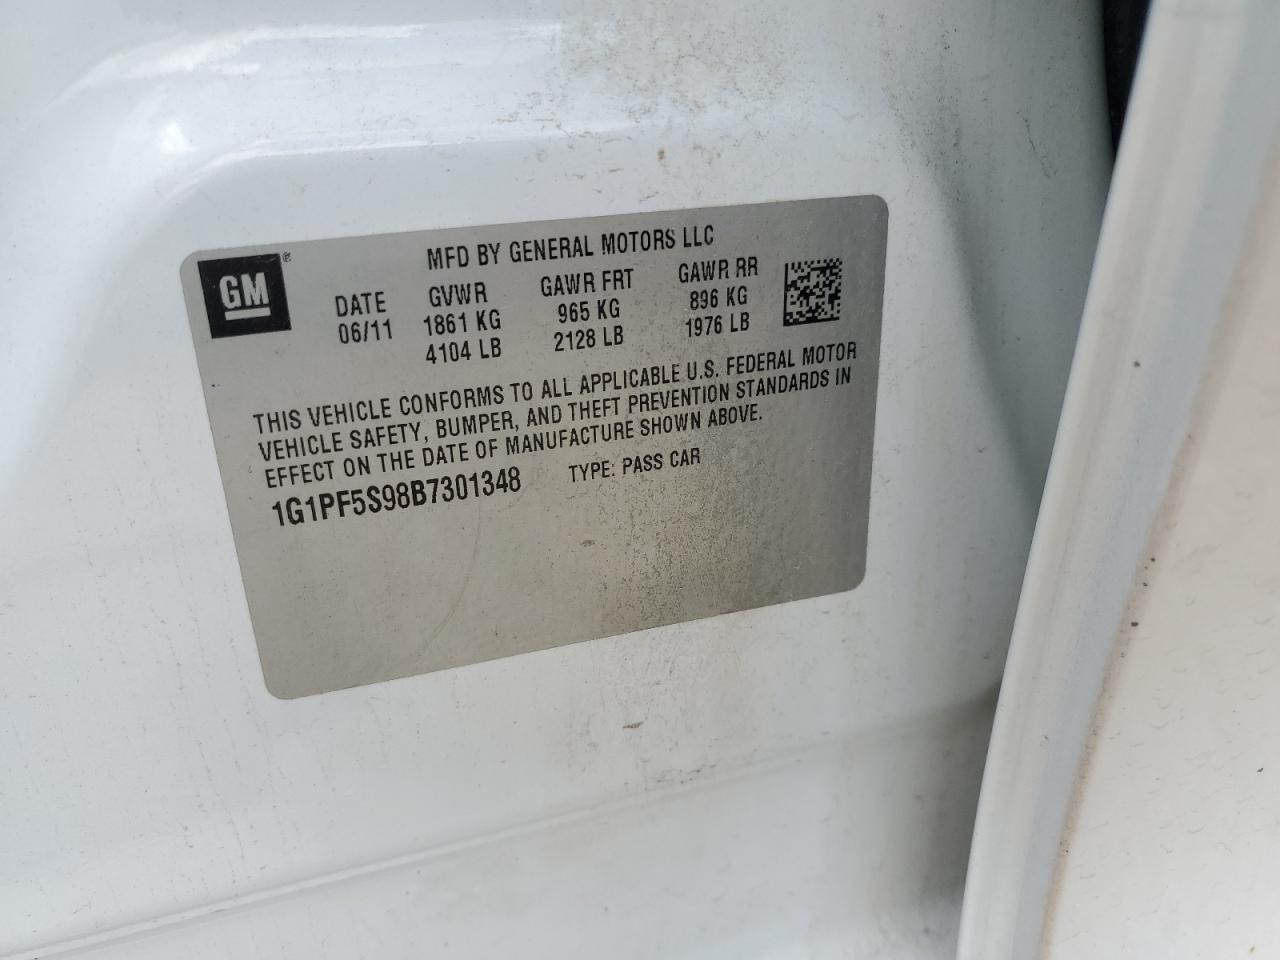 GM®
MFD BY GENERAL MOTORS LLC
DATE GVWR GAWR FRT GAWR RR
06/11 1861 KG 965 KG 896 KG
4104 LB 2128 LB 1976 LB
THIS VEHICLE CONFORMS TO ALL APPLICABLE U.S. FEDERAL MOTOR
VEHICLE SAFETY, BUMPER, AND THEFT PREVENTION STANDARDS IN
EFFECT ON THE DATE OF MANUFACTURE SHOWN ABOVE.
1G1PF5S98B7301348 TYPE: PASS CAR